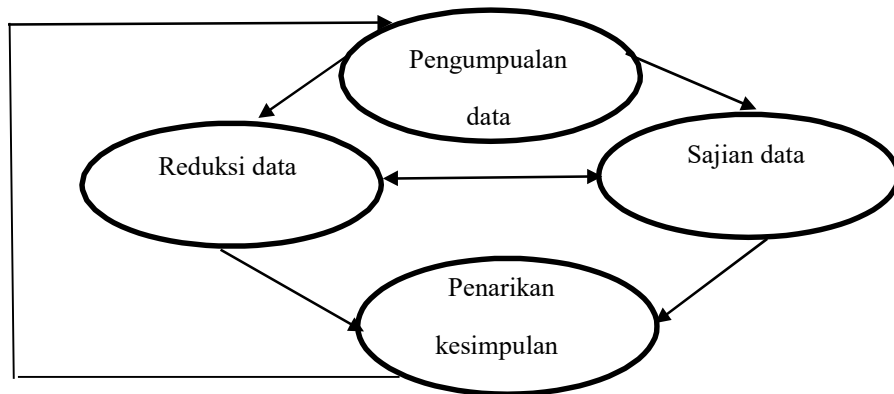 Pengumpualan
data
Reduksi data
Sajian data
Penarikan
kesimpulan